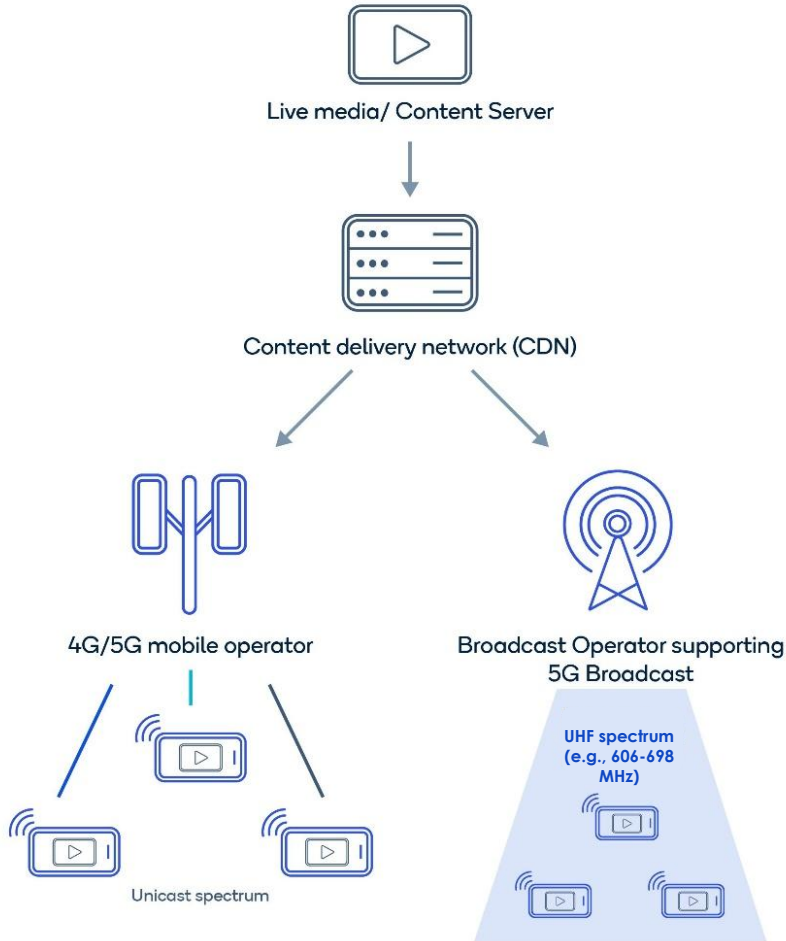 Live media/ Content Server
Content delivery network (CDN)
4G/5G mobile operator
Broadcast Operator supporting
5G Broadcast
UHF spectrum
(e.g., 606-698
MHz)
Unicast spectrum